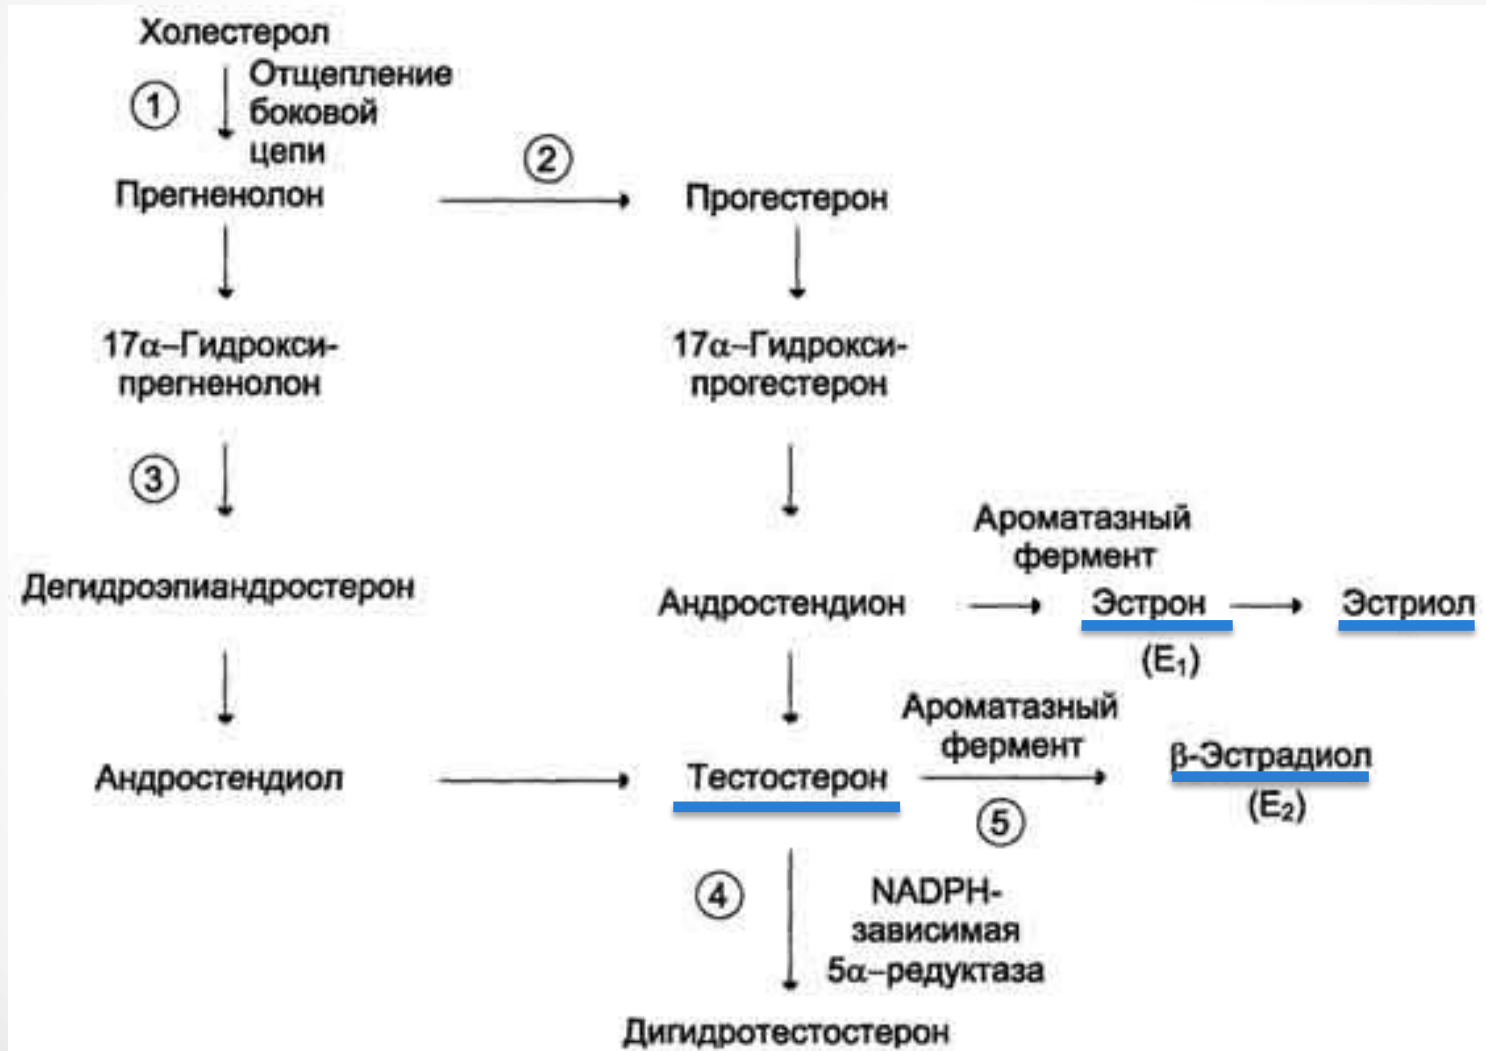 Холестерол
①
Отщепление
боковой
цепи
②
Прегненолон
Прогестерон
17α–Гидрокси-
прегненолон
17α–Гидрокси-
прогестерон
③
Ароматазный
фермент
Дегидроэпиандростерон
Андростендион
Эстрон
Эстриол
(E₁)
Ароматазный
фермент
Андростендиол
Тестостерон
β-Эстрадиол
(E₂)
⑤
④
NADPH-
зависимая
5α–редуктаза
Дигидротестостерон